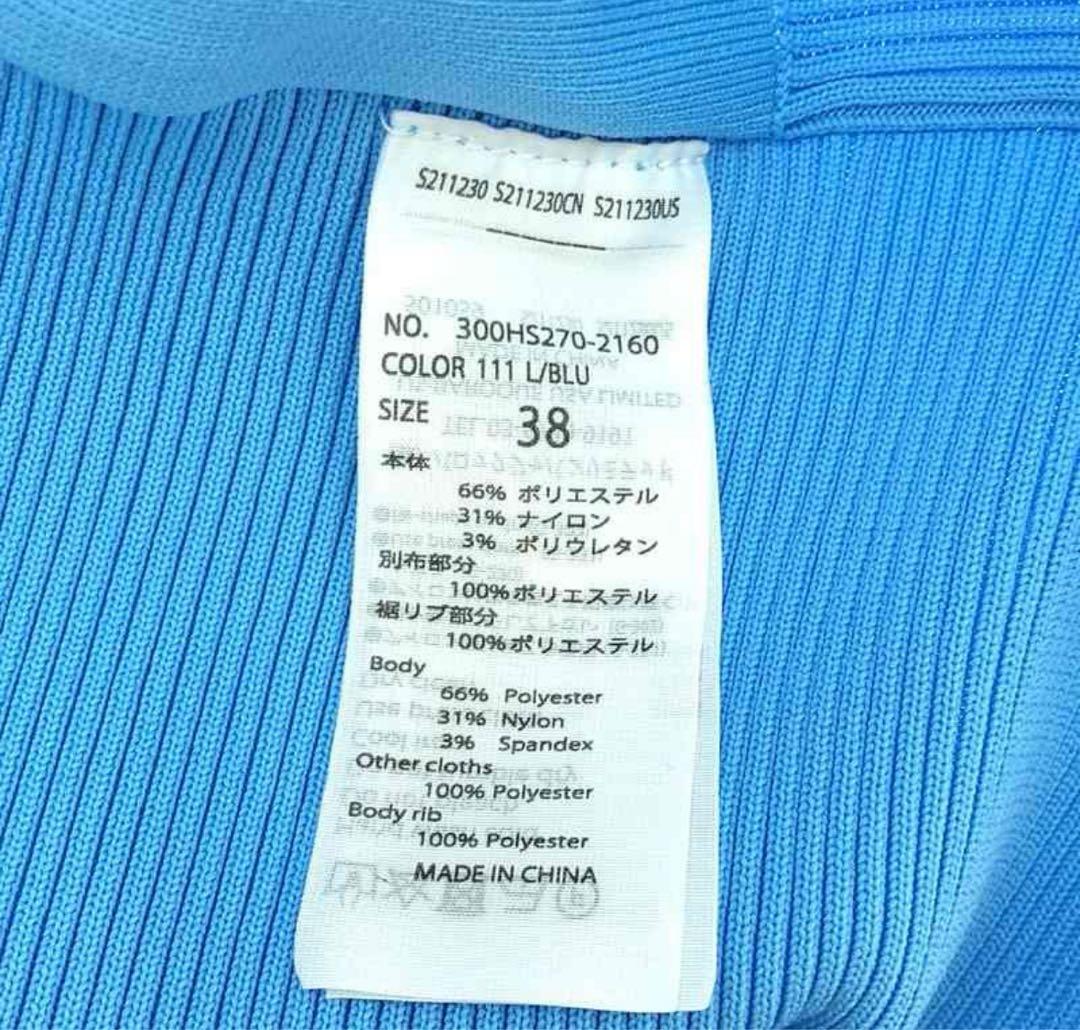 S211230 S211230CN S211230US
NO. 300HS270-2160
COLOR 111 L/BLU
SIZE 38
本体
66% ポリエステル
31% ナイロン
3% ポリウレタン
別布部分
100%ポリエステル
裾リブ部分
100%ポリエステル
Body
66% Polyester
31% Nylon
3% Spandex
Other cloths
100% Polyester
Body rib
100% Polyester
MADE IN CHINA